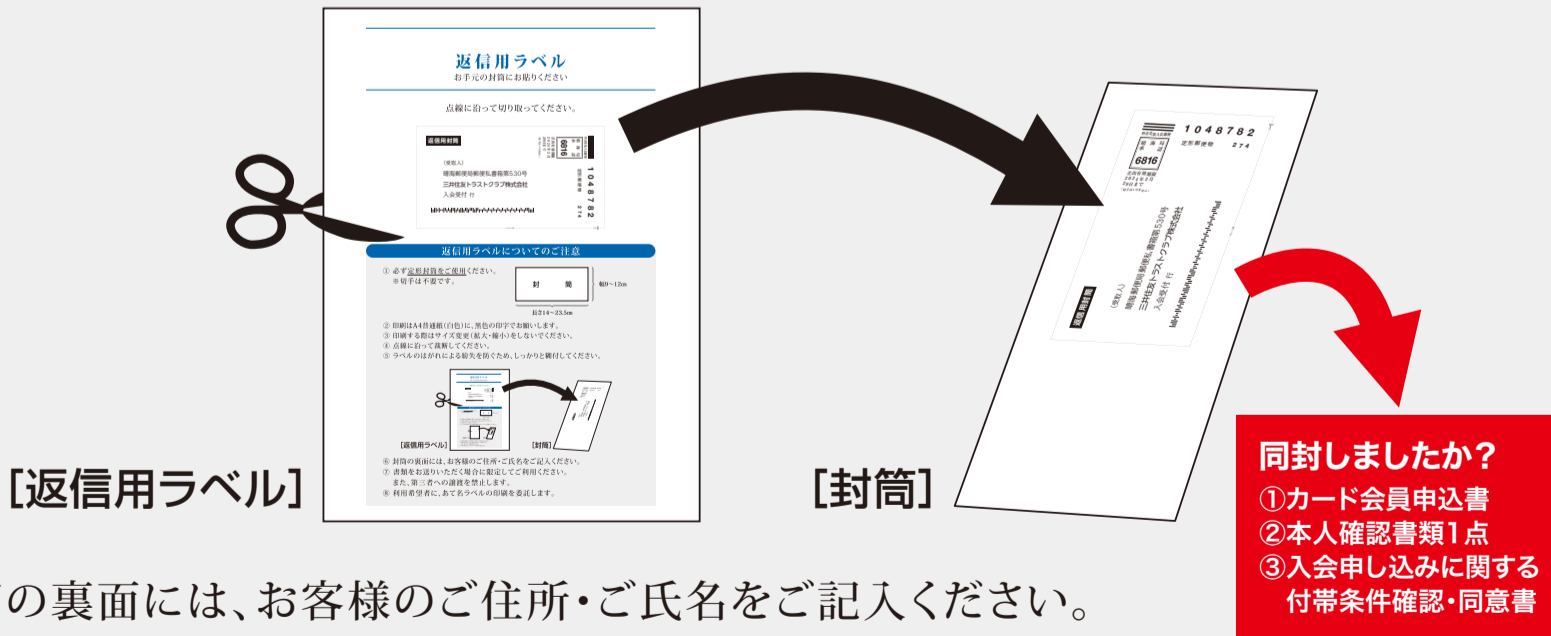 返信用ラベル
お手元の封筒にお貼りください
点線に沿って切り取ってください。
返信用封筒
6816
1048782
274
(受取人)
晴海郵便局郵便私書箱第530号
三井住友トラストクラブ株式会社
入会受付 行
返信用ラベルについてのご注意
① 必ず定形封筒をご使用ください。
※切手は不要です。
封 筒
幅9~12cm
長さ14~23.5cm
② 印刷はA4普通紙(白色)に、黒色の印字でお願いします。
③ 印刷する際はサイズ変更(拡大・縮小)をしないでください。
④ 点線に沿って裁断してください。
⑤ ラベルのはがれによる紛失を防ぐため、しっかりと糊付してください。
[返信用ラベル]
[封筒]
⑥ 封筒の裏面には、お客様のご住所・ご氏名をご記入ください。
⑦ 書類をお送りいただく場合に限定してご利用ください。
また、第三者への譲渡を禁止します。
⑧ 利用希望者に、あて名ラベルの印刷を委託します。
[返信用ラベル]
1048782
定形郵便物 274
6816
返信用封筒
(受取人)
晴海郵便局郵便私書箱第530号
三井住友トラストクラブ株式会社
入会受付 行
[封筒]
同封しましたか?
①カード会員申込書
②本人確認書類1点
③入会申し込みに関する
付帯条件確認・同意書
の裏面には、お客様のご住所・ご氏名をご記入ください。